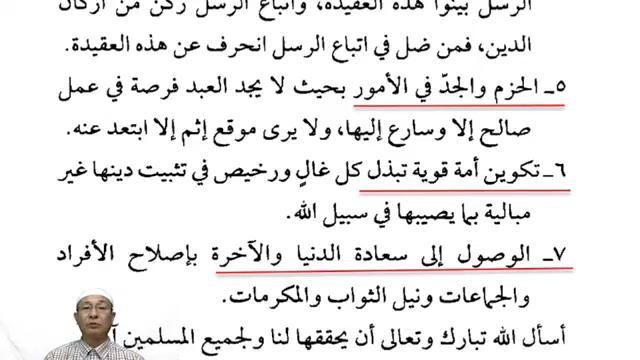 الرسل بينوا هذه العقيدة، واتباع الرسل ركن من أركان
الدين، فمن ضل في اتباع الرسل انحرف عن هذه العقيدة.
٥ـ الحزم والجدّ في الأمور بحيث لا يجد العبد فرصة في عمل
صالح إلا وسارع إليها، ولا يرى موقع إثم إلا ابتعد عنه.
٦ـ تكوين أمة قوية تبذل كل غالٍ ورخيص في تثبيت دينها غير
مبالية بما يصيبها في سبيل الله.
٧ـ الوصول إلى سعادة الدنيا والآخرة بإصلاح الأفراد
والجماعات ونيل الثواب والمكرمات.
أسأل الله تبارك وتعالى أن يحققها لنا ولجميع المسلمين